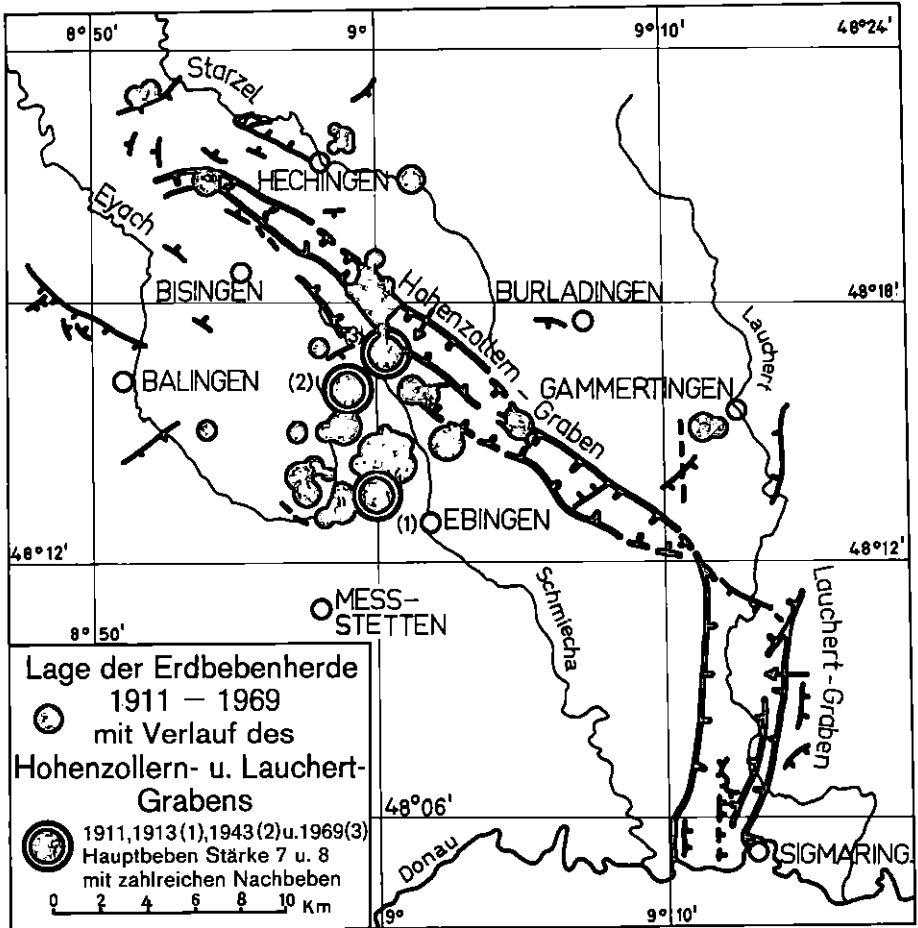 8°50'
9°
9°10'
48°24'
Starzel
HECHINGEN
Eyach
BISINGEN
Hohenzollern - Graben
BURLADINGEN
48°18'
Lauchert
(3)
BALINGEN
(2)
GAMMERTINGEN
(1)
EBINGEN
48°12'
48°12'
MESS-
STETTEN
Schmiecha
Lauchert-Graben
8°50'
Lage der Erdbebenherde
1911 — 1969
mit Verlauf des
Hohenzollern- u. Lauchert-
Grabens
1911,1913(1),1943(2)u.1969(3)
Hauptbeben Stärke 7 u. 8
mit zahlreichen Nachbeben
0 2 4 6 8 10 Km
48°06'
Donau
SIGMARING.
9°
9°10'